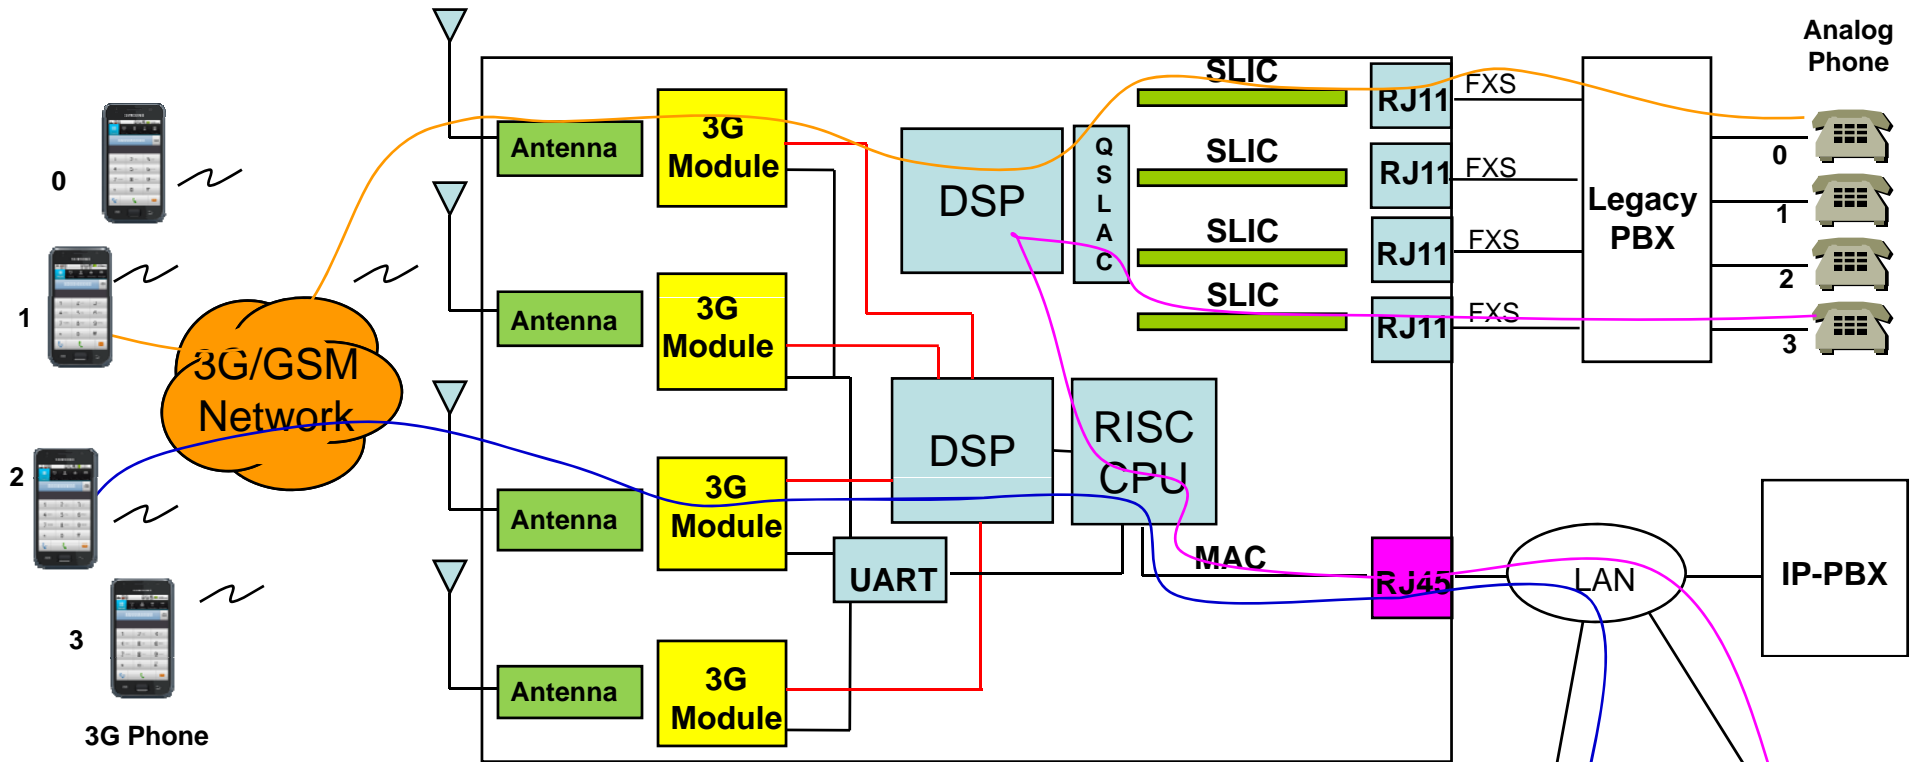 Analog
Phone
SLIC
RJ11
FXS
3G
Module
Antenna
0
Q
S
L
A
C
SLIC
RJ11
FXS
0
DSP
Legacy
PBX
1
SLIC
RJ11
FXS
2
SLIC
RJ11
FXS
3
1
3G/GSM
Network
Antenna
3G
Module
DSP
RISC
CPU
2
Antenna
3G
Module
UART
MAC
RJ45
LAN
IP-PBX
3
Antenna
3G
Module
3G Phone